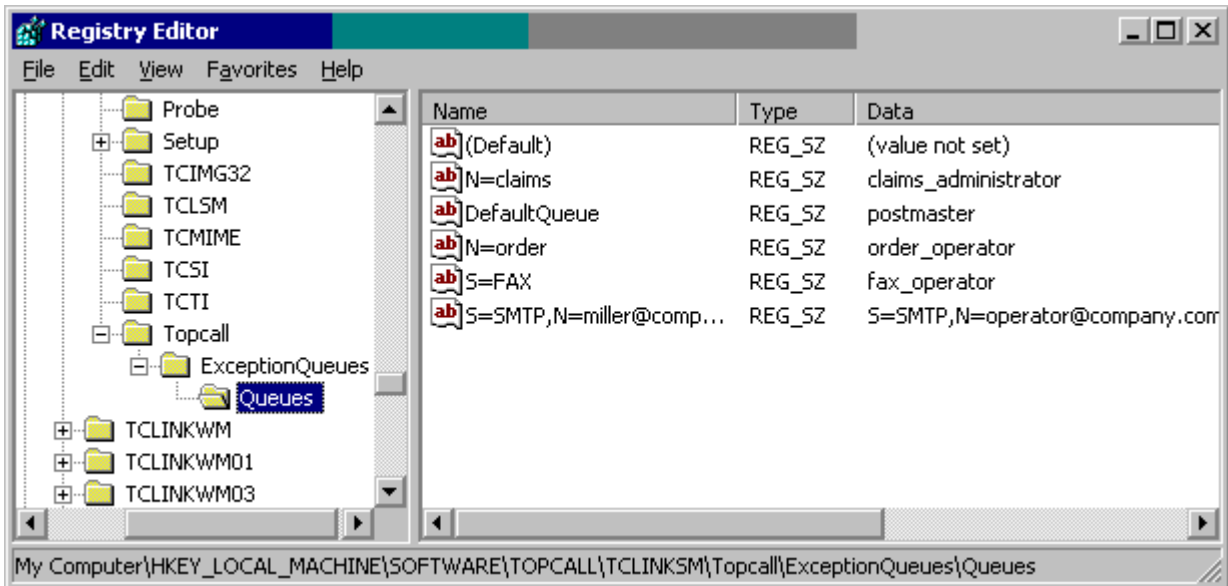 Registry Editor
File Edit View Favorites Help
Probe
Setup
TCIMG32
TCLSM
TCMIME
TCSI
TCTI
Topcall
ExceptionQueues
Queues
TCLINKWM
TCLINKWM01
TCLINKWM03
Name Type Data
(Default) REG_SZ (value not set)
N=claims REG_SZ claims_administrator
DefaultQueue REG_SZ postmaster
N=order REG_SZ order_operator
S=FAX REG_SZ fax_operator
S=SMTP,N=miller@comp... REG_SZ S=SMTP,N=operator@company.com
My Computer\HKEY_LOCAL_MACHINE\SOFTWARE\TOPCALL\TCLINKSM\Topcall\ExceptionQueues\Queues